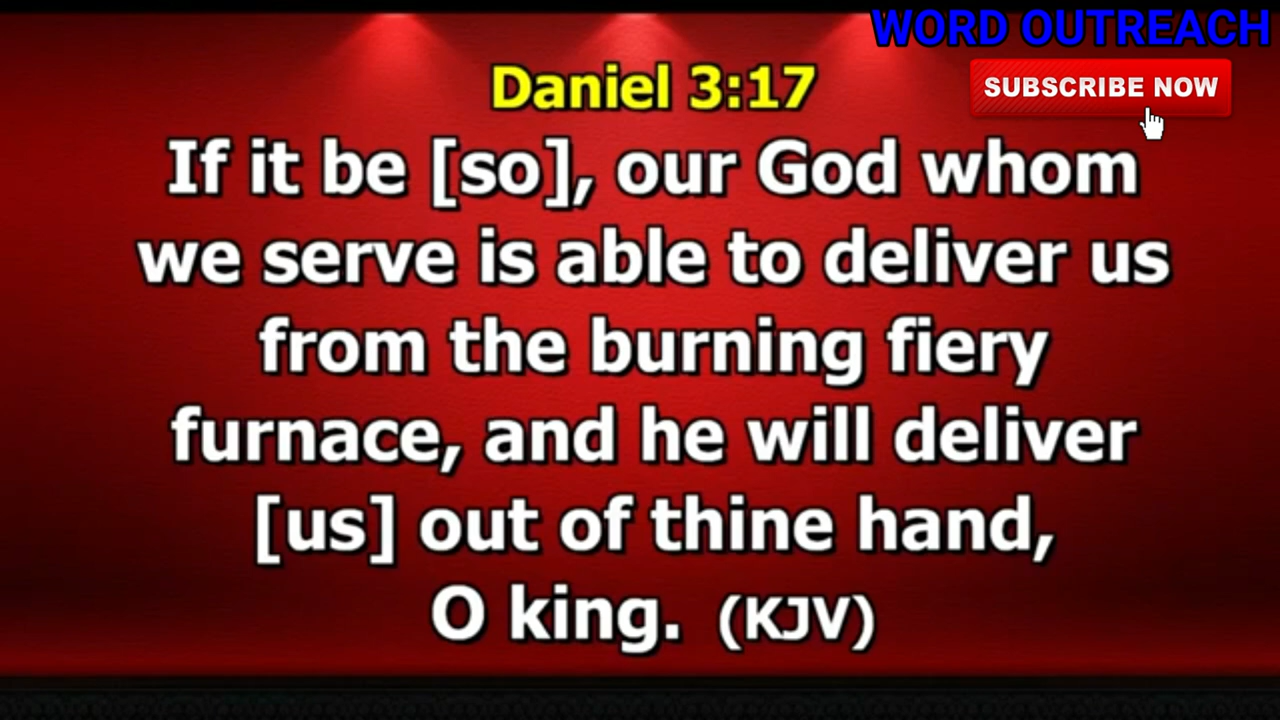 WORD OUTREACH
SUBSCRIBE NOW
Daniel 3:17
If it be [so], our God whom
we serve is able to deliver us
from the burning fiery
furnace, and he will deliver
[us] out of thine hand,
O king. (KJV)